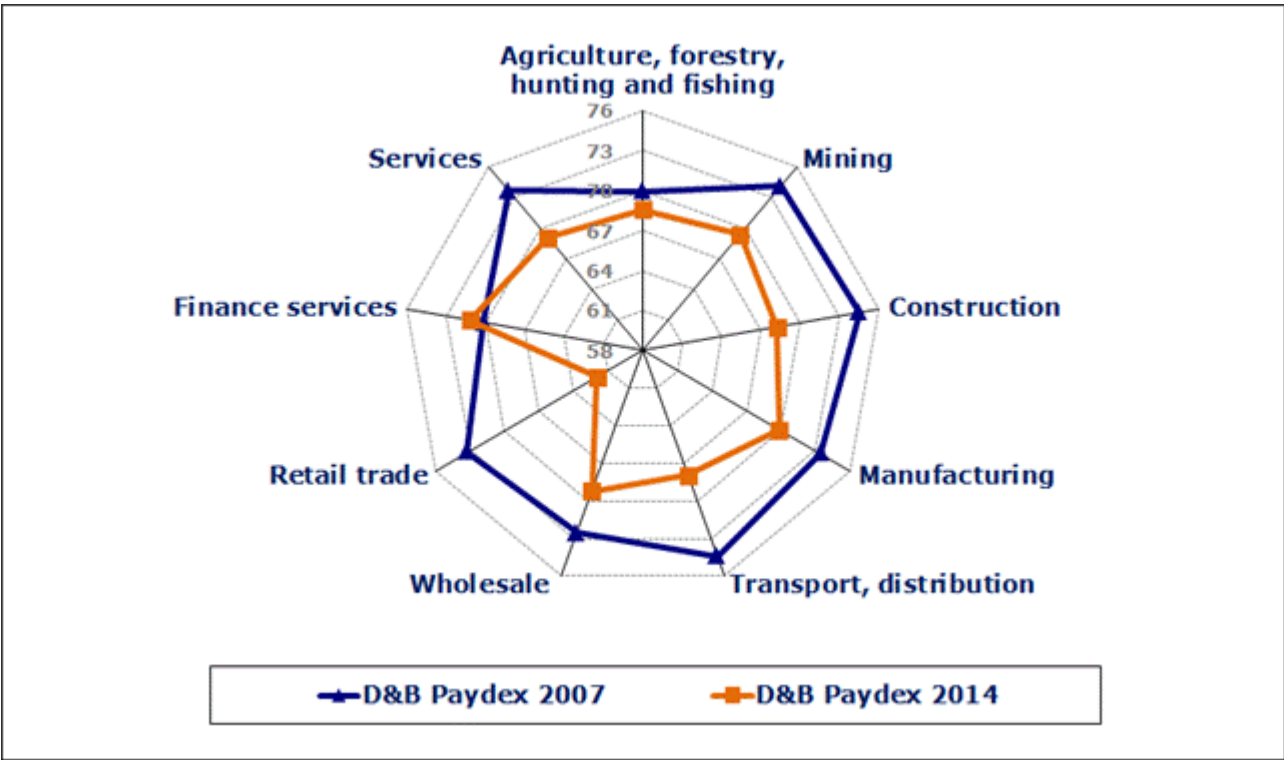 Agriculture, forestry,
hunting and fishing
76
Services
73
Mining
70
67
64
Finance services
61
Construction
58
Retail trade
Manufacturing
Wholesale
Transport, distribution
D&B Paydex 2007
D&B Paydex 2014